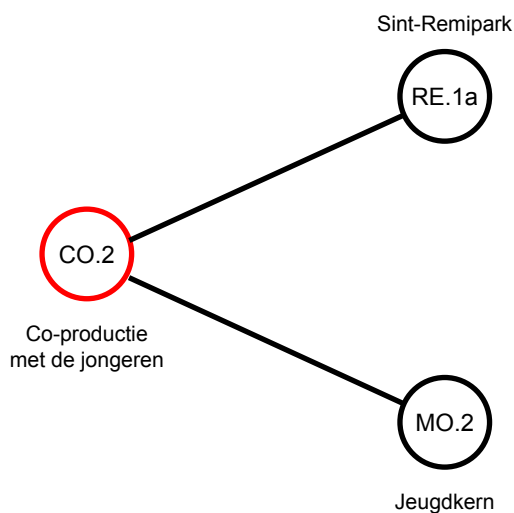 Sint-Remipark
RE.1a
CO.2
Co-productie
met de jongeren
MO.2
Jeugdkern